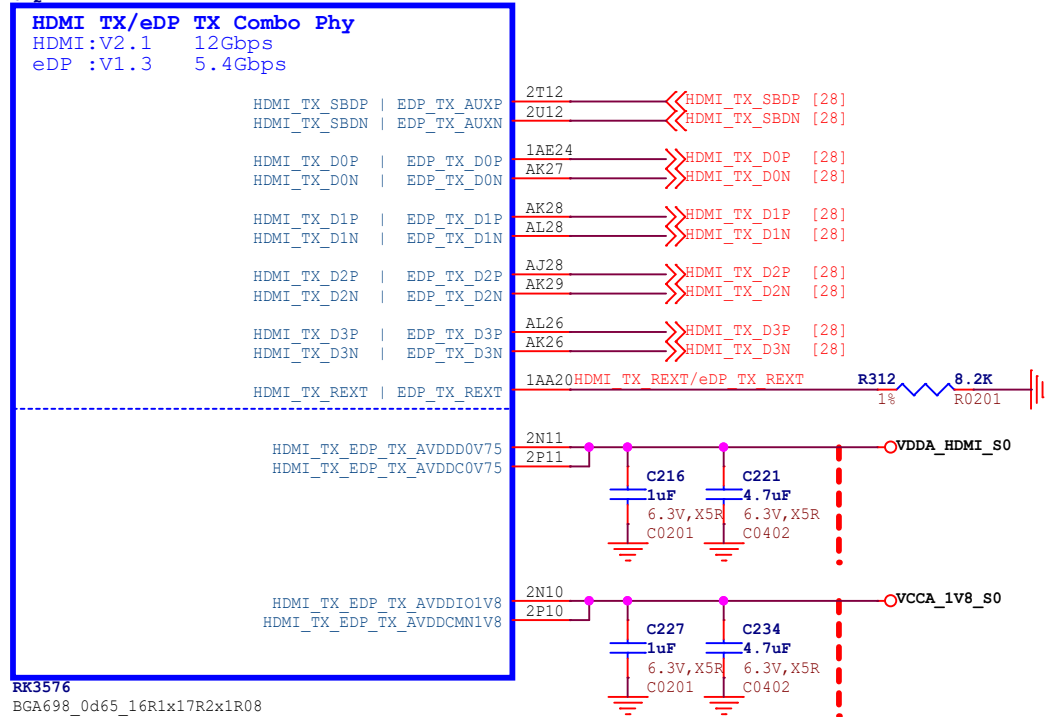 HDMI TX/eDP TX Combo Phy
HDMI:V2.1 12Gbps
eDP :V1.3 5.4Gbps
HDMI_TX_SBDP | EDP_TX_AUXP 2T12 HDMI_TX_SBDP [28]
HDMI_TX_SBDN | EDP_TX_AUXN 2U12 HDMI_TX_SBDN [28]
HDMI_TX_D0P | EDP_TX_D0P 1AE24 HDMI_TX_D0P [28]
HDMI_TX_D0N | EDP_TX_D0N AK27 HDMI_TX_D0N [28]
HDMI_TX_D1P | EDP_TX_D1P AK28 HDMI_TX_D1P [28]
HDMI_TX_D1N | EDP_TX_D1N AL28 HDMI_TX_D1N [28]
HDMI_TX_D2P | EDP_TX_D2P AJ28 HDMI_TX_D2P [28]
HDMI_TX_D2N | EDP_TX_D2N AK29 HDMI_TX_D2N [28]
HDMI_TX_D3P | EDP_TX_D3P AL26 HDMI_TX_D3P [28]
HDMI_TX_D3N | EDP_TX_D3N AK26 HDMI_TX_D3N [28]
HDMI_TX_REXT | EDP_TX_REXT 1AA20 HDMI_TX_REXT/eDP_TX_REXT R312 8.2K
1% R0201
HDMI_TX_EDP_TX_AVDDD0V75 2N11 VDDA_HDMI_S0
HDMI_TX_EDP_TX_AVDDC0V75 2P11
C216 C221
1uF 4.7uF
6.3V,X5R 6.3V,X5R
C0201 C0402
HDMI_TX_EDP_TX_AVDDIO1V8 2N10 VCCA_1V8_S0
HDMI_TX_EDP_TX_AVDDCMN1V8 2P10
C227 C234
1uF 4.7uF
6.3V,X5R 6.3V,X5R
C0201 C0402
RK3576
BGA698_0d65_16R1x17R2x1R08